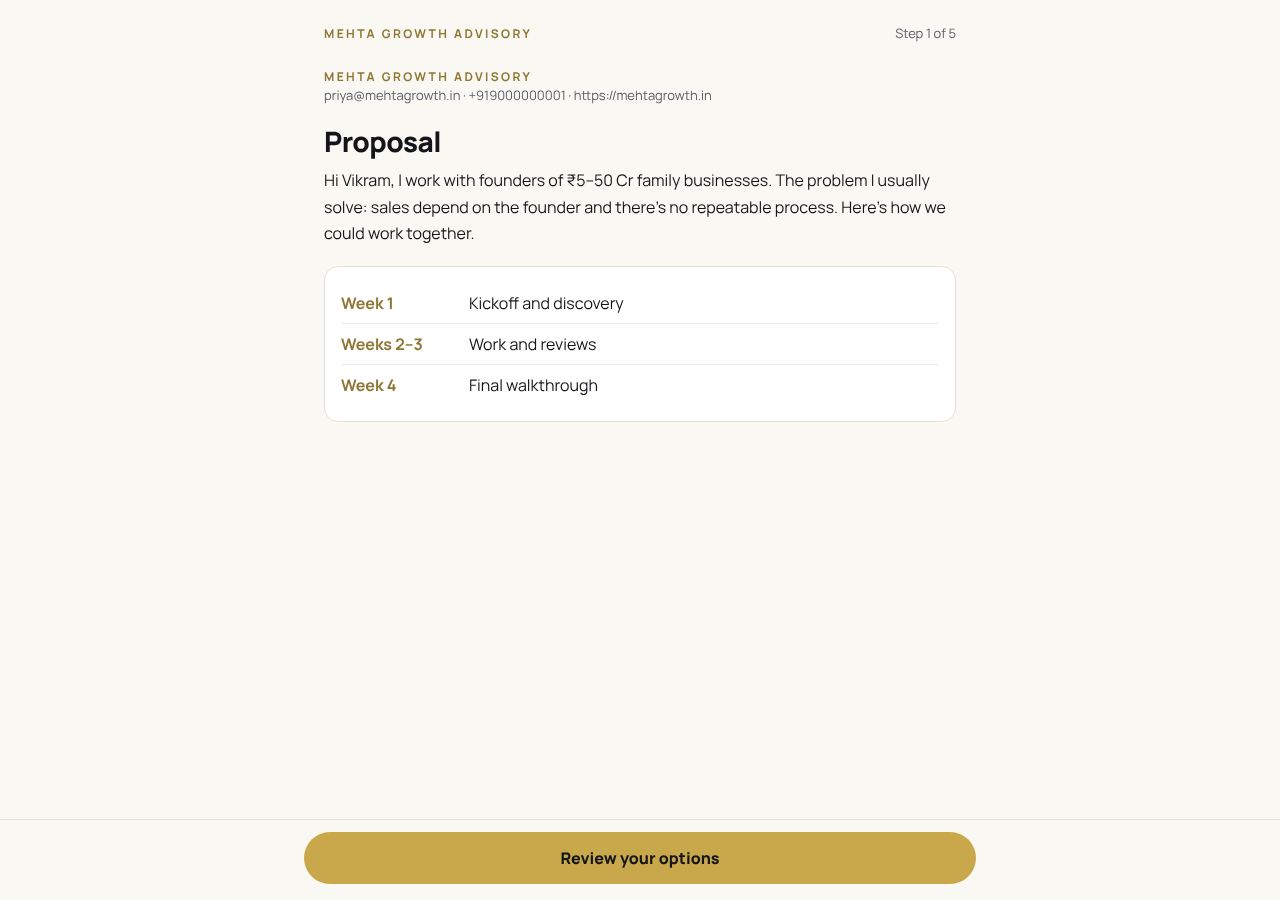 MEHTA GROWTH ADVISORY
Step 1 of 5
MEHTA GROWTH ADVISORY
priya@mehtagrowth.in · +919000000001 · https://mehtagrowth.in
Proposal
Hi Vikram, I work with founders of ₹5–50 Cr family businesses. The problem I usually
solve: sales depend on the founder and there's no repeatable process. Here's how we
could work together.
Week 1 Kickoff and discovery
Weeks 2–3 Work and reviews
Week 4 Final walkthrough
Review your options